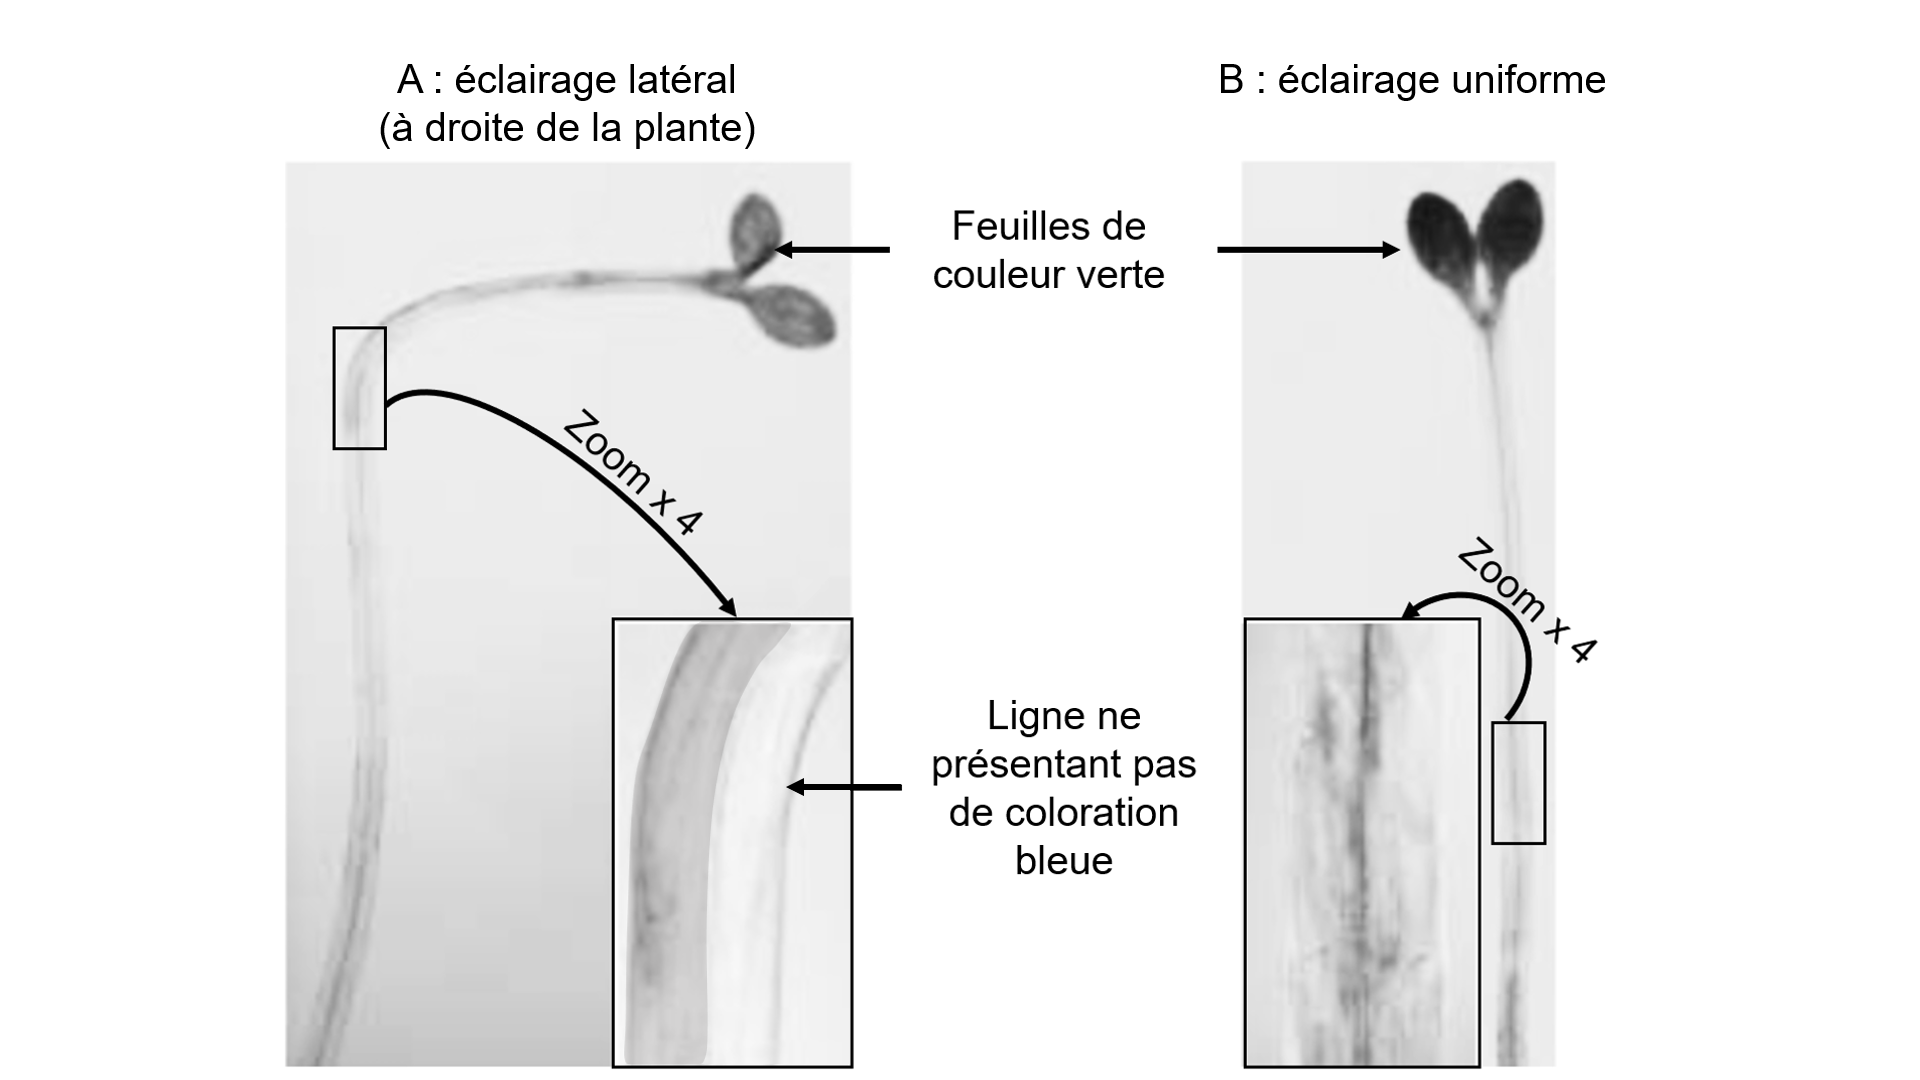 A : éclairage latéral
(à droite de la plante)
B : éclairage uniforme
Feuilles de
couleur verte
Zoom x 4
Zoom x 4
Ligne ne
présentant pas
de coloration
bleue